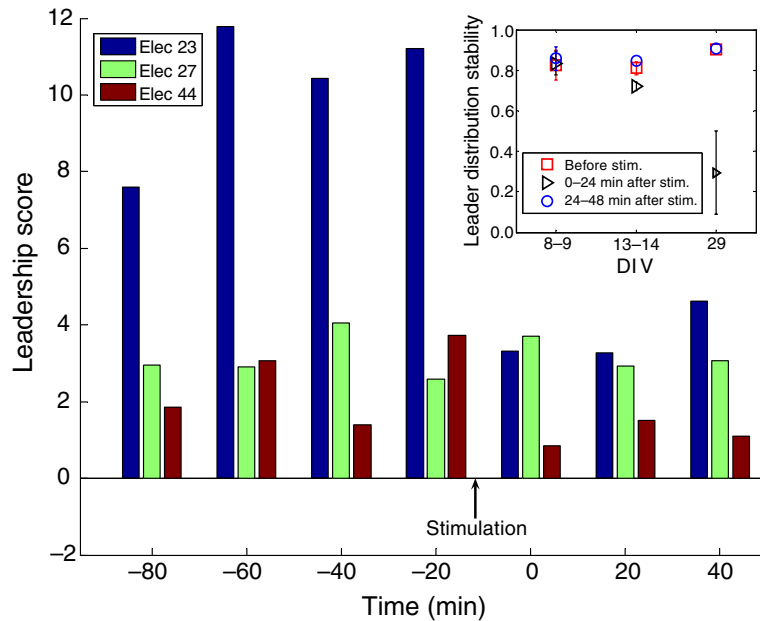 12
10
8
6
4
2
0
−2
Leadership score
Elec 23
Elec 27
Elec 44
−80
−60
−40
−20
0
20
40
Time (min)
Stimulation
1.0
0.8
0.6
0.4
0.2
0.0
Leader distribution stability
Before stim.
0–24 min after stim.
24–48 min after stim.
8–9
13–14
29
DIV